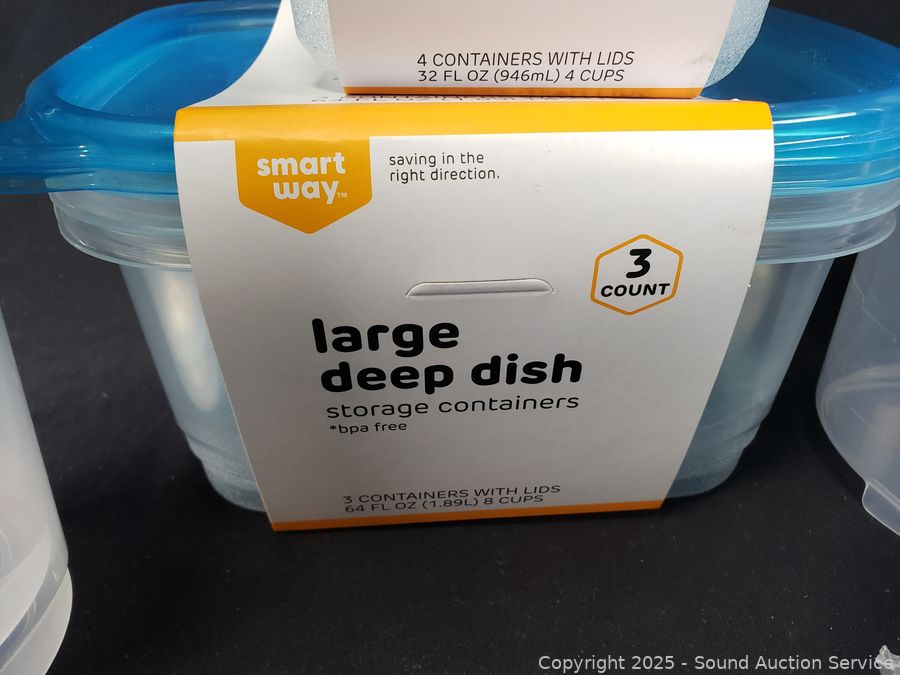 4 CONTAINERS WITH LIDS
32 FL OZ (946mL) 4 CUPS
smart
way™
saving in the
right direction.
3
COUNT
large
deep dish
storage containers
*bpa free
3 CONTAINERS WITH LIDS
64 FL OZ (1.89L) 8 CUPS
Copyright 2025 - Sound Auction Service